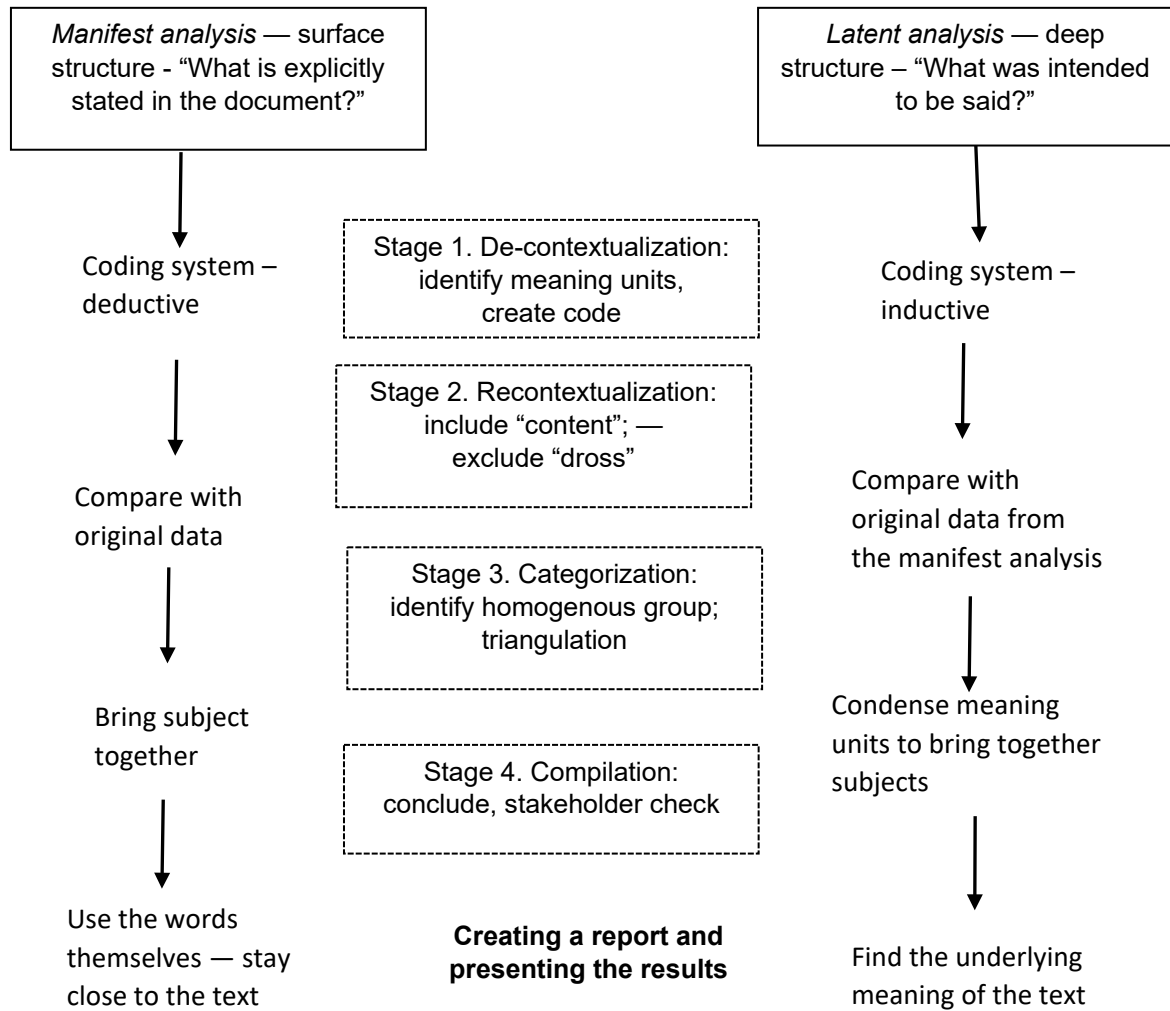 Manifest analysis — surface
structure - “What is explicitly
stated in the document?”
Latent analysis — deep
structure – “What was intended
to be said?”
Coding system –
deductive
Stage 1. De-contextualization:
identify meaning units,
create code
Coding system –
inductive
Stage 2. Recontextualization:
include “content”; —
exclude “dross”
Compare with
original data
Compare with
original data from
the manifest analysis
Stage 3. Categorization:
identify homogenous group;
triangulation
Bring subject
together
Condense meaning
units to bring together
subjects
Stage 4. Compilation:
conclude, stakeholder check
Use the words
themselves — stay
close to the text
Creating a report and
presenting the results
Find the underlying
meaning of the text